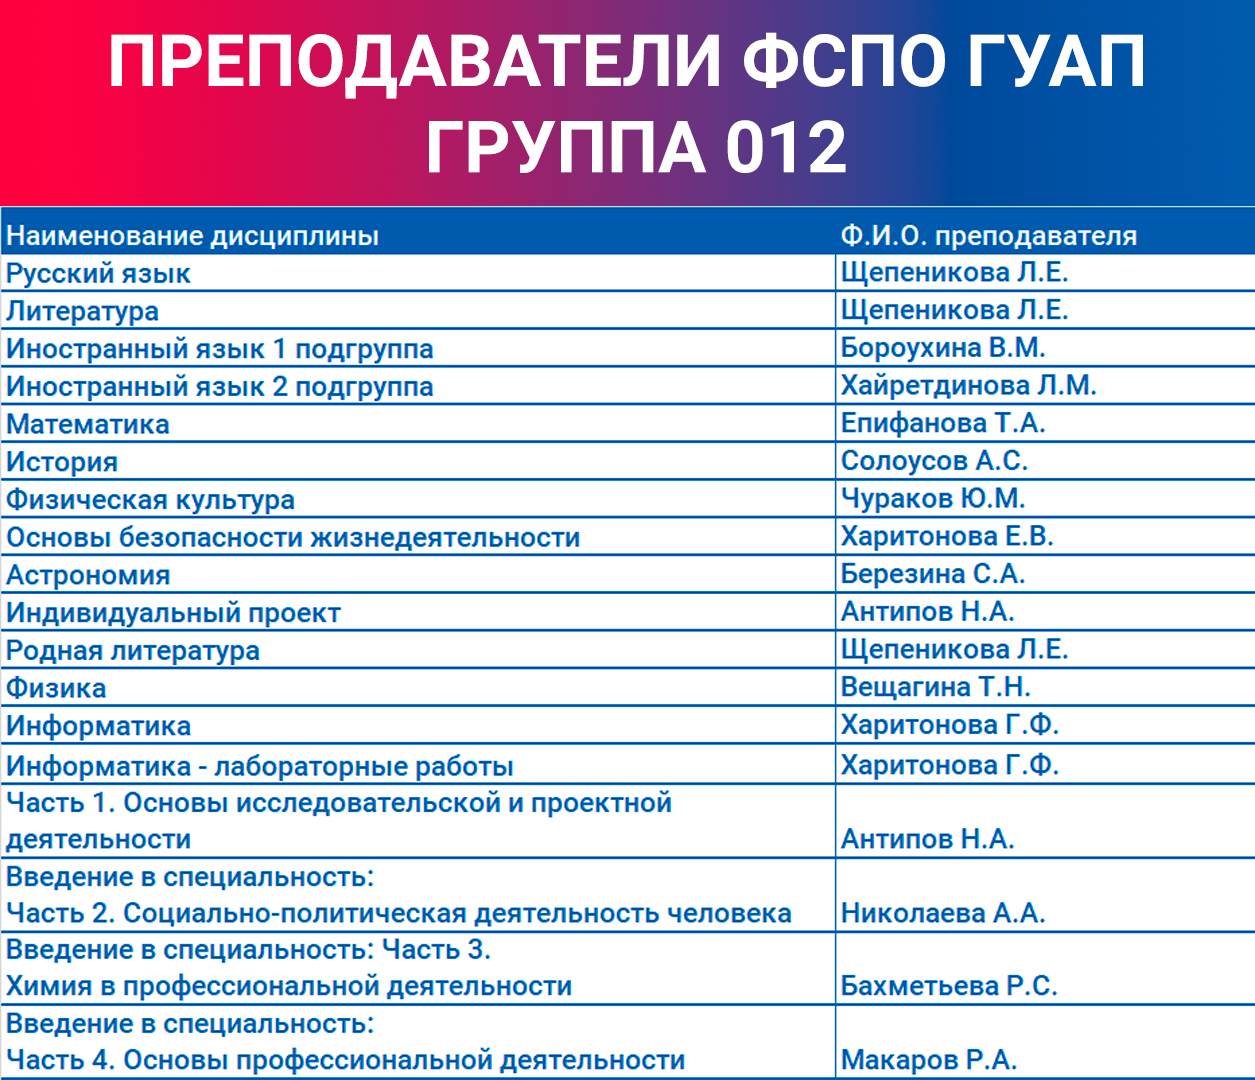 ПРЕПОДАВАТЕЛИ ФСПО ГУАП
ГРУППА 012
Наименование дисциплины Ф.И.О. преподавателя
Русский язык Щепеникова Л.Е.
Литература Щепеникова Л.Е.
Иностранный язык 1 подгруппа Бороухина В.М.
Иностранный язык 2 подгруппа Хайретдинова Л.М.
Математика Епифанова Т.А.
История Солоусов А.С.
Физическая культура Чураков Ю.М.
Основы безопасности жизнедеятельности Харитонова Е.В.
Астрономия Березина С.А.
Индивидуальный проект Антипов Н.А.
Родная литература Щепеникова Л.Е.
Физика Вещагина Т.Н.
Информатика Харитонова Г.Ф.
Информатика - лабораторные работы Харитонова Г.Ф.
Часть 1. Основы исследовательской и проектной
деятельности Антипов Н.А.
Введение в специальность:
Часть 2. Социально-политическая деятельность человека Николаева А.А.
Введение в специальность: Часть 3.
Химия в профессиональной деятельности Бахметьева Р.С.
Введение в специальность:
Часть 4. Основы профессиональной деятельности Макаров Р.А.